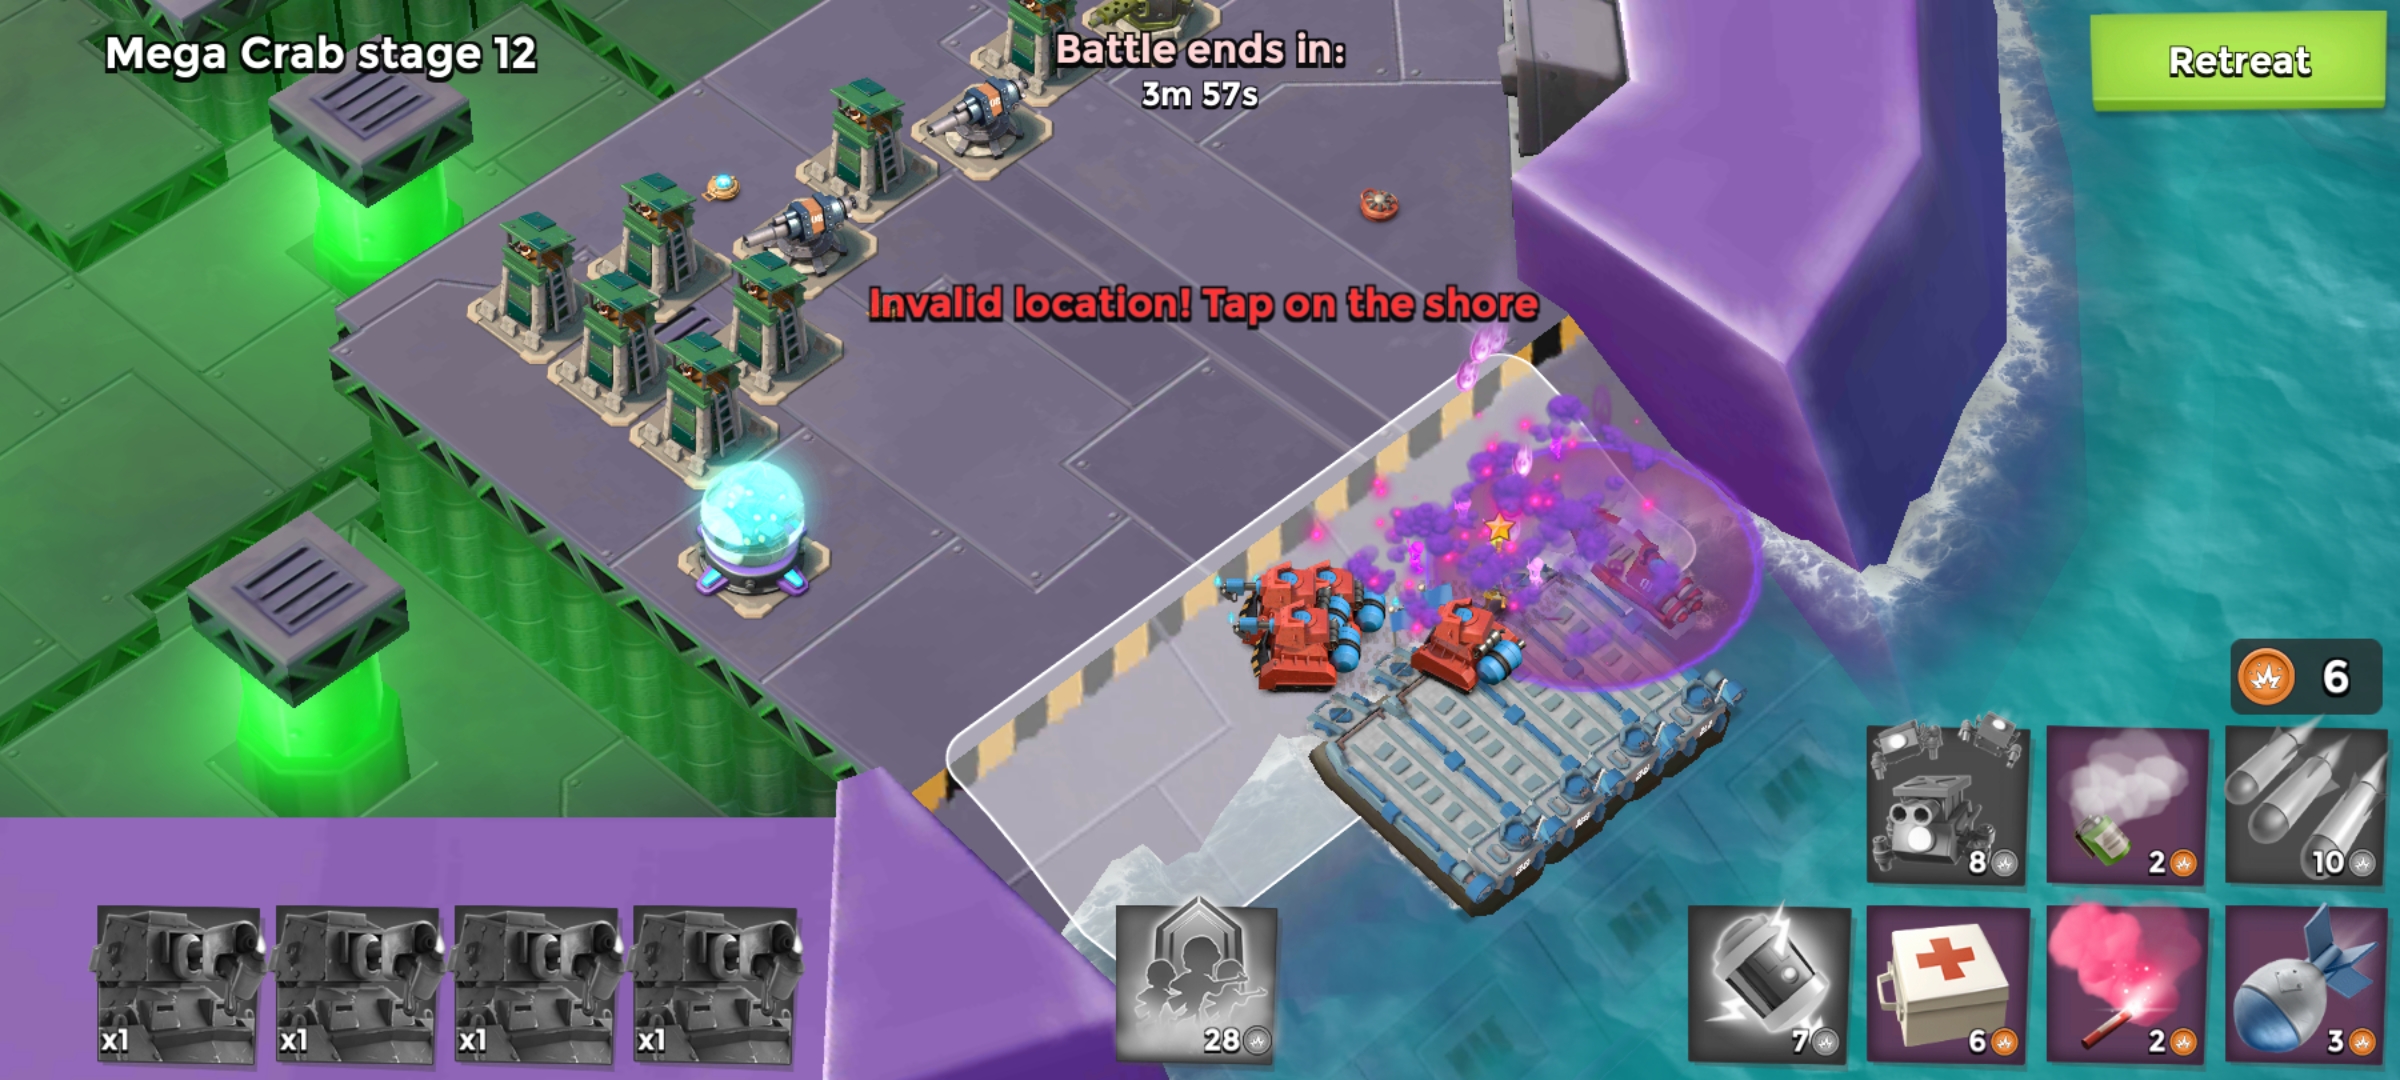 Mega Crab stage 12
Battle ends in:
3m 57s
Retreat
Invalid location! Tap on the shore
6
8
2
10
x1
x1
x1
x1
28
7
6
2
3